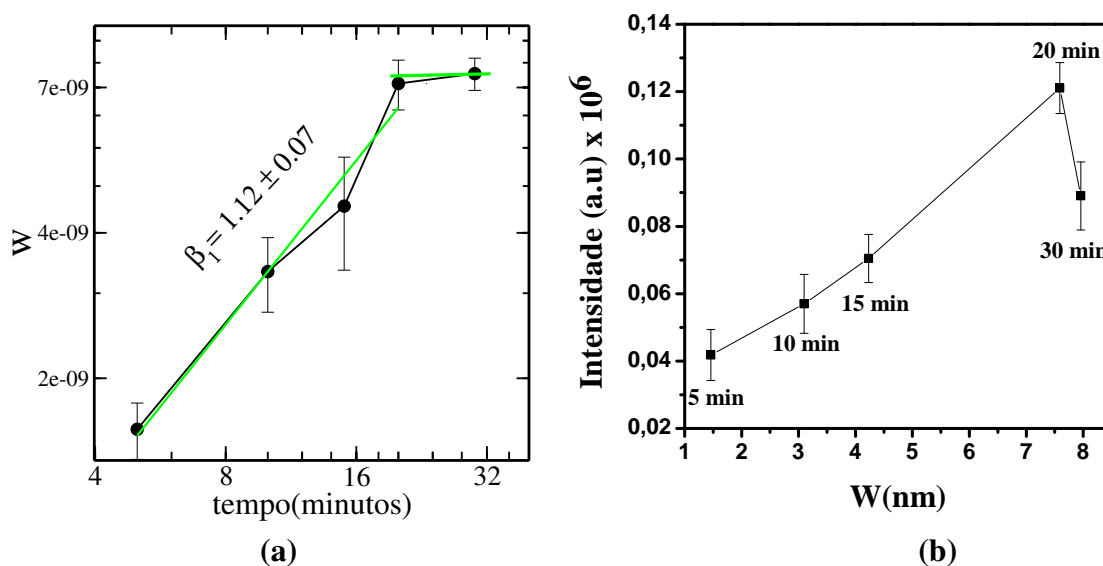 7e-09
4e-09
2e-09
W
β1= 1.12 ± 0.07
4
8
16
32
tempo(minutos)
(a)
0,14
0,12
0,10
0,08
0,06
0,04
0,02
Intensidade (a.u) x 10^6
20 min
30 min
15 min
10 min
5 min
1
2
3
4
5
6
7
8
W(nm)
(b)